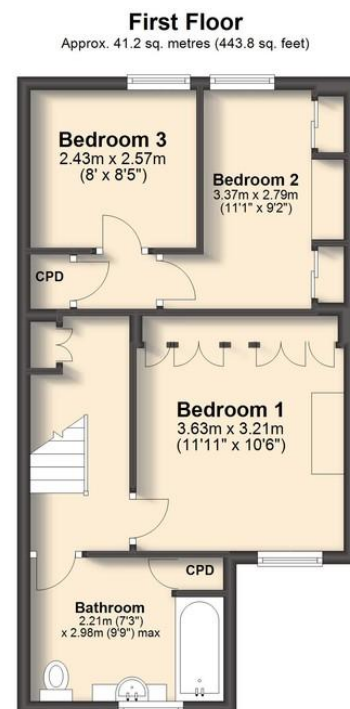 First Floor
Approx. 41.2 sq. metres (443.8 sq. feet)
Bedroom 3
2.43m x 2.57m
(8' x 8'5")
Bedroom 2
3.37m x 2.79m
(11'1" x 9'2")
CPD
Bedroom 1
3.63m x 3.21m
(11'11" x 10'6")
CPD
Bathroom
2.21m (7'3")
x 2.98m (9'9") max